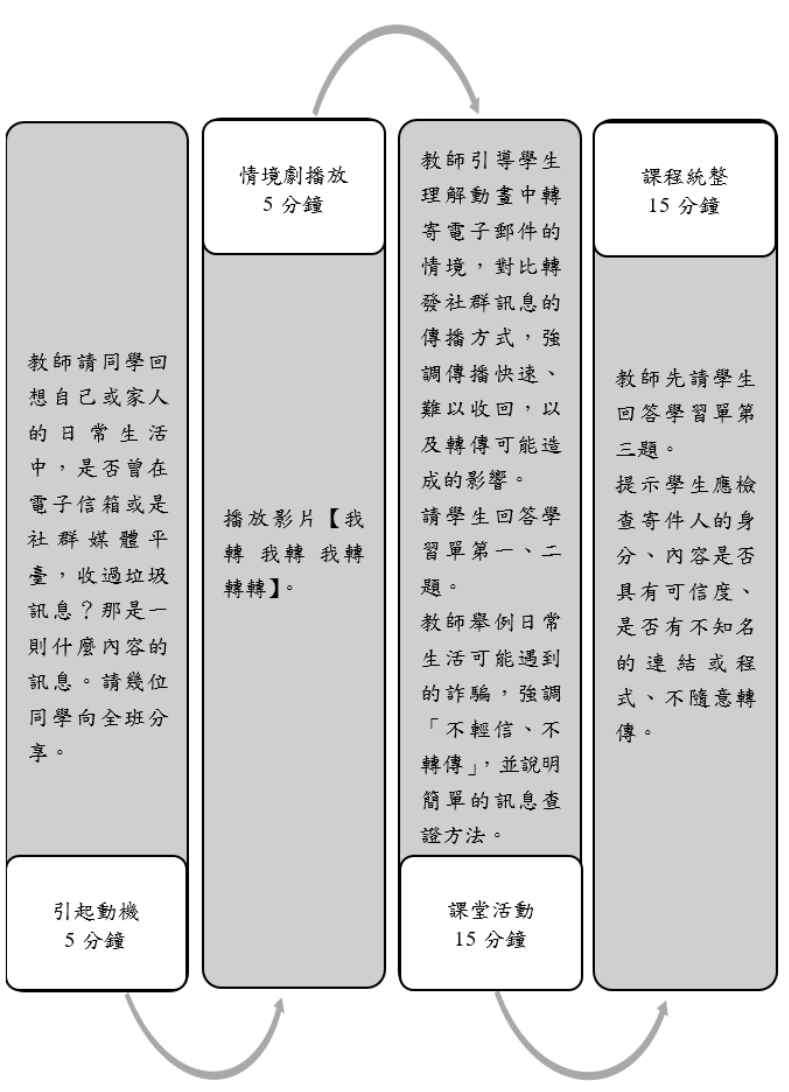 教師請同學回
想自己或家人
的日常生活
中，是否曾在
電子信箱或是
社群媒體平
臺，收過垃圾
訊息？那是一
則什麼內容的
訊息。請幾位
同學向全班分
享。
引起動機
5 分鐘
情境劇播放
5 分鐘
播放影片【我
轉 我轉 我轉
轉轉】。
教師引導學生
理解動畫中轉
寄電子郵件的
情境，對比轉
發社群訊息的
傳播方式，強
調傳播快速、
難以收回，以
及轉傳可能造
成的影響。
請學生回答學
習單第一、二
題。
教師舉例日常
生活可能遇到
的詐騙，強調
「不輕信、不
轉傳」，並說明
簡單的訊息查
證方法。
課堂活動
15 分鐘
課程統整
15 分鐘
教師先請學生
回答學習單第
三題。
提示學生應檢
查寄件人的身
分、內容是否
具有可信度、
是否有不知名
的連結或程
式、不隨意轉
傳。